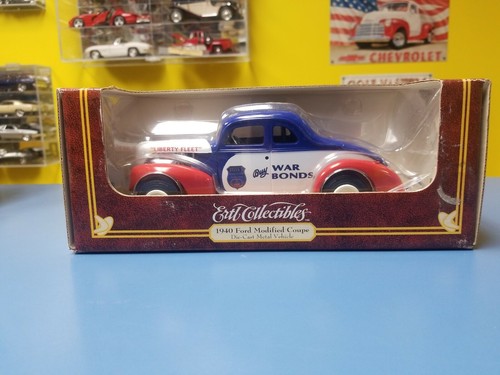 CHEVROLET
"LIBERTY FLEET"
Buy WAR
BONDS
Ertl Collectibles
1940 Ford Modified Coupe
Die-Cast Metal Vehicle